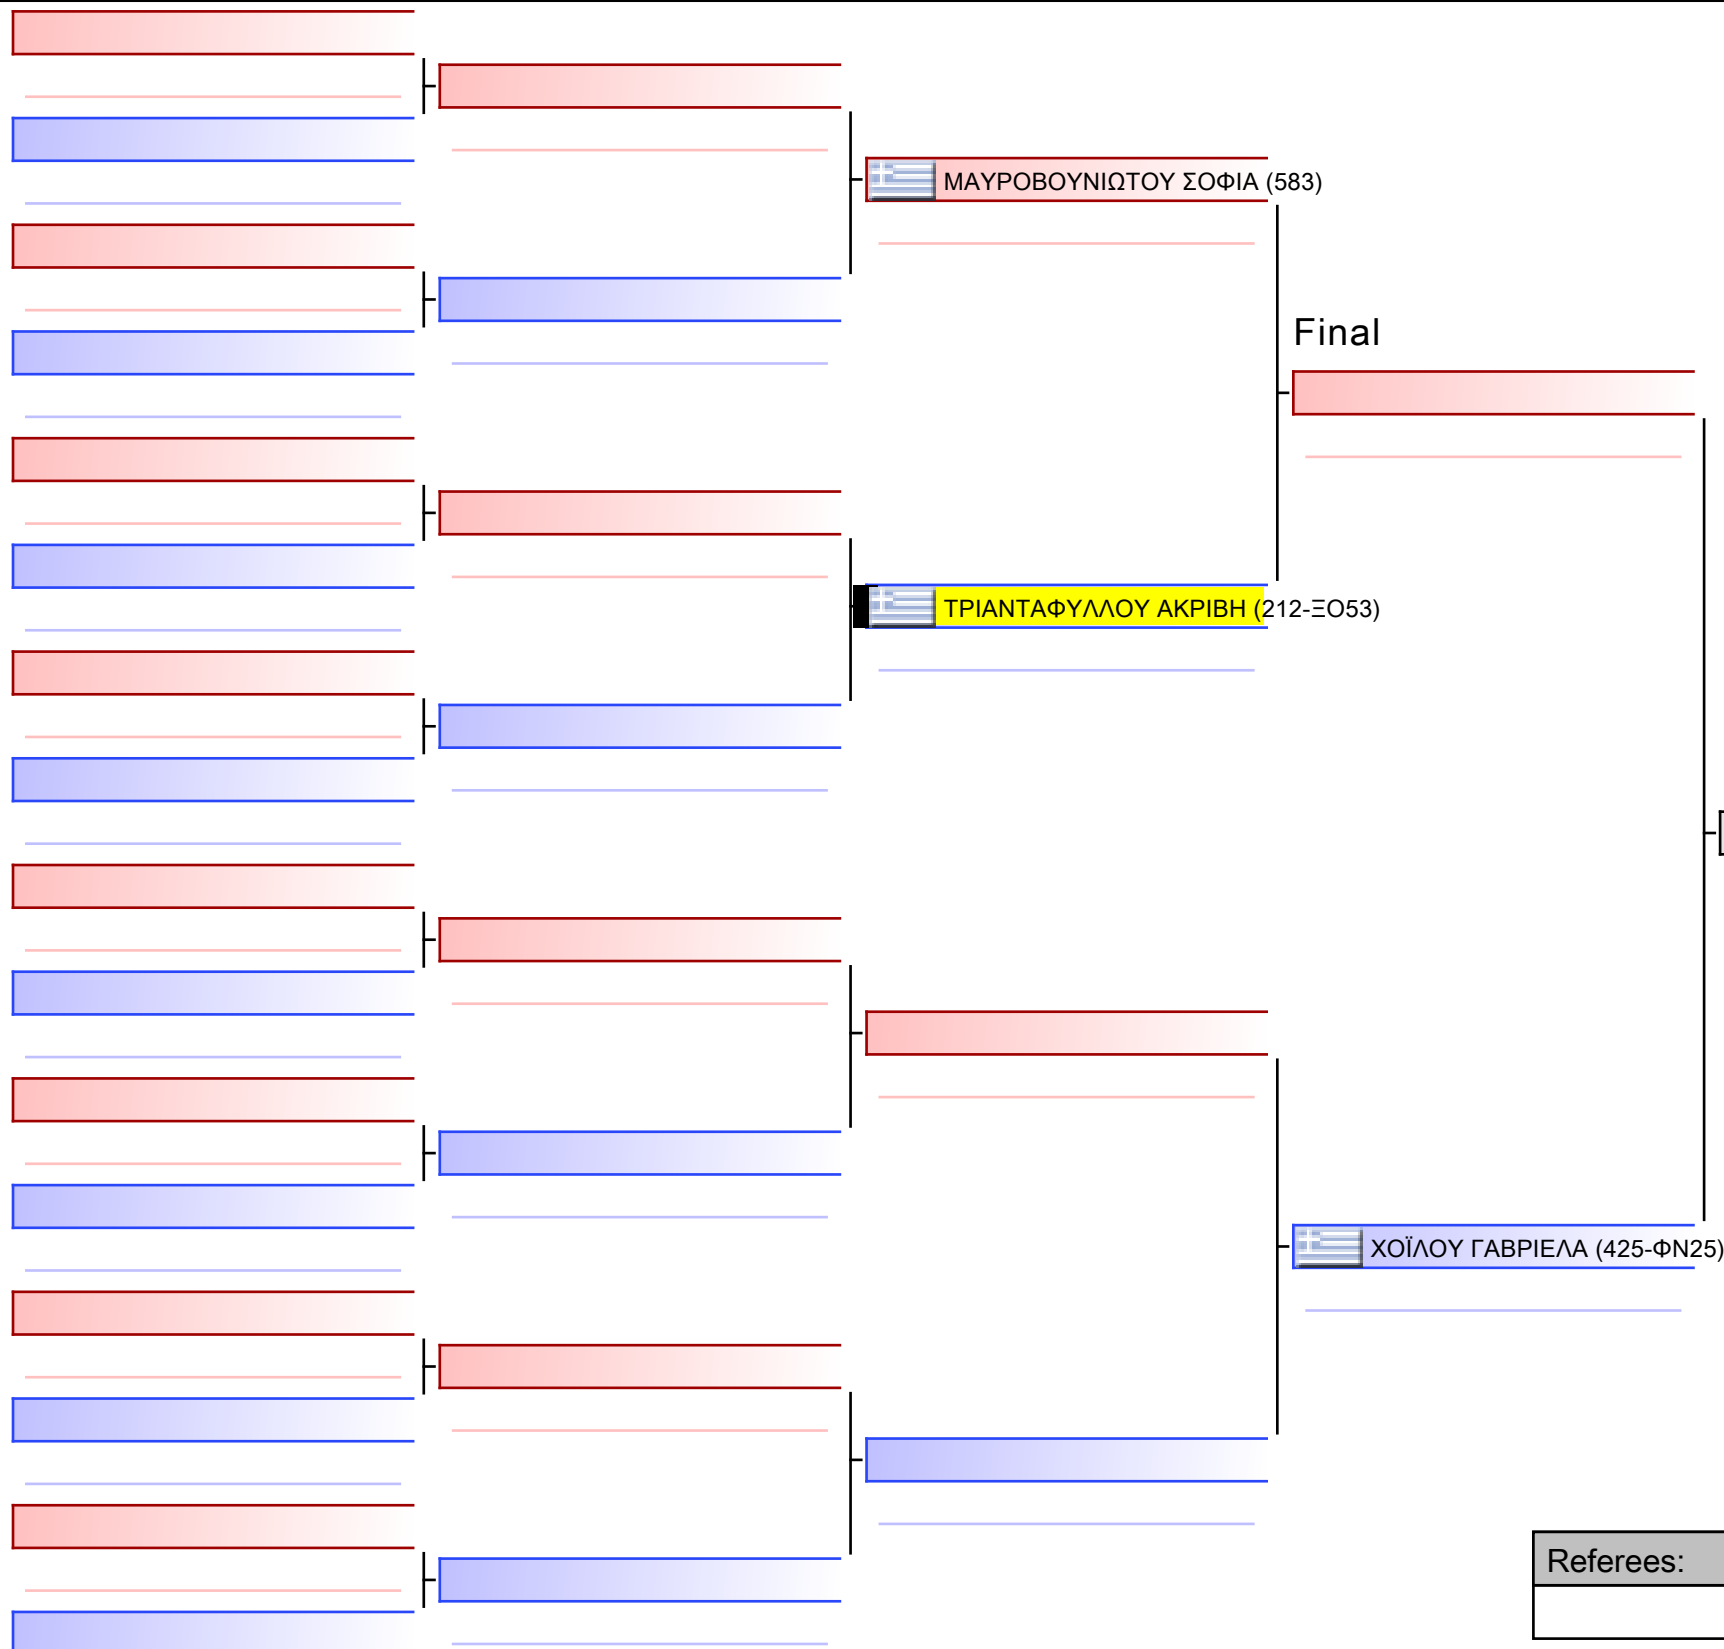 ΜΑΥΡΟΒΟΥΝΙΩΤΟΥ ΣΟΦΙΑ (583)
Final
ΤΡΙΑΝΤΑΦΥΛΛΟΥ ΑΚΡΙΒΗ (212-ΞΟ53)
ΧΟΪΛΟΥ ΓΑΒΡΙΕΛΑ (425-ΦΝ25)
Referees: